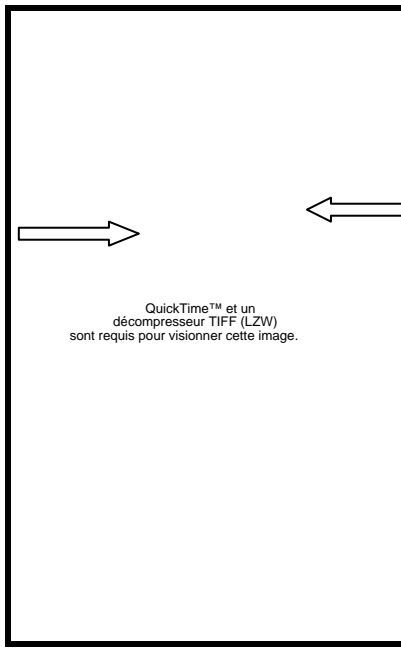 QuickTime™ et un
décompresseur TIFF (LZW)
sont requis pour visionner cette image.